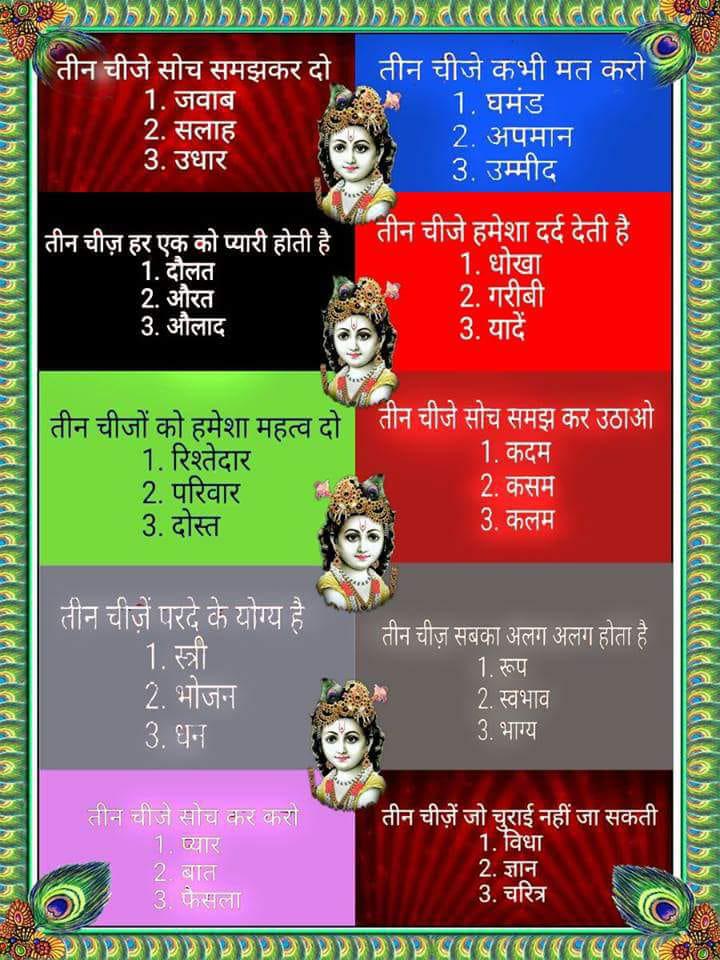 तीन चीजे सोच समझकर दो
1. जवाब
2. सलाह
3. उधार
तीन चीजे कभी मत करो
1. घमंड
2. अपमान
3. उम्मीद
तीन चीज़ हर एक को प्यारी होती है
1. दौलत
2. औरत
3. औलाद
तीन चीजे हमेशा दर्द देती है
1. धोखा
2. गरीबी
3. यादें
तीन चीजों को हमेशा महत्व दो
1. रिश्तेदार
2. परिवार
3. दोस्त
तीन चीजे सोच समझ कर उठाओ
1. कदम
2. कसम
3. कलम
तीन चीज़ें परदे के योग्य है
1. स्त्री
2. भोजन
3. धन
तीन चीज़ सबका अलग अलग होता है
1. रूप
2. स्वभाव
3. भाग्य
तीन चीजे सोच कर करो
1. प्यार
2. बात
3. फैसला
तीन चीज़ें जो चुराई नहीं जा सकती
1. विधा
2. ज्ञान
3. चरित्र